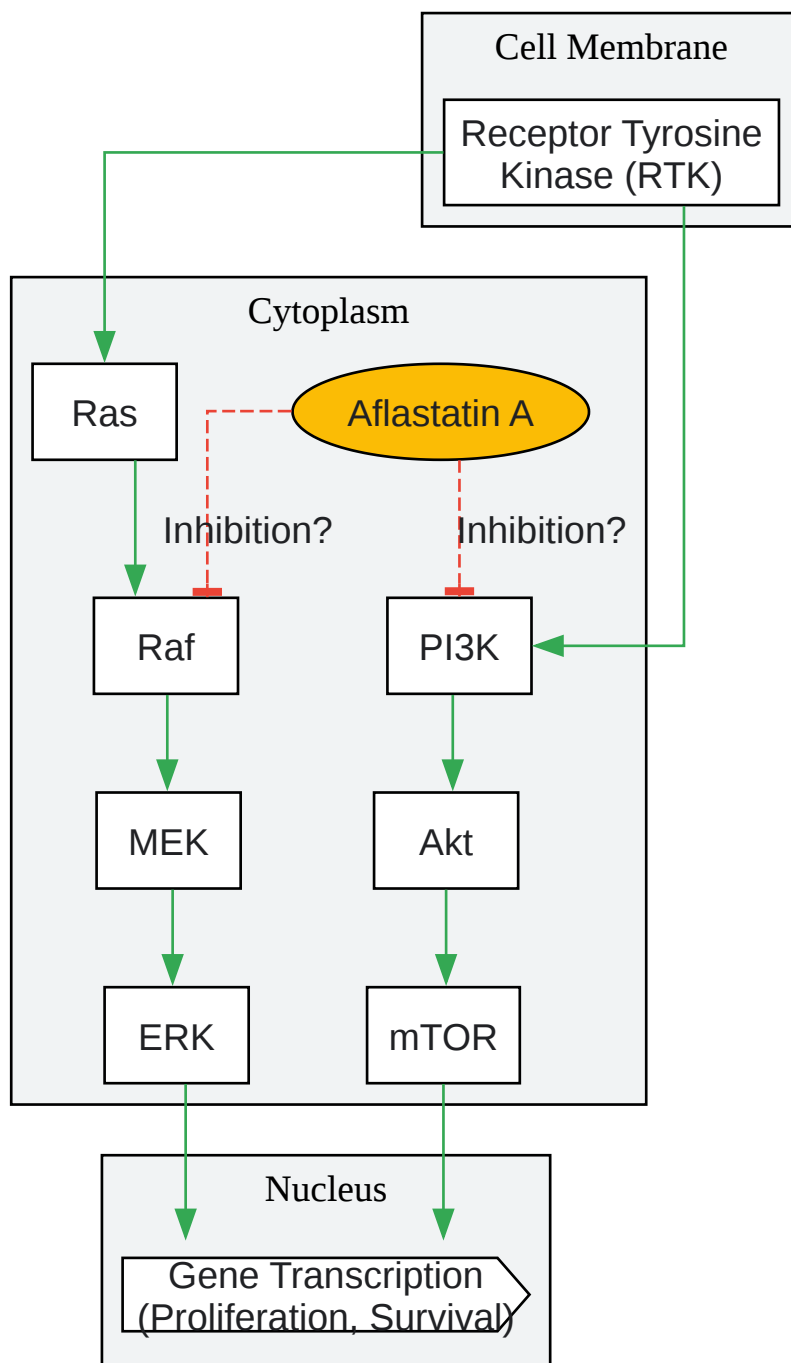 Cell Membrane
Receptor Tyrosine
Kinase (RTK)
Cytoplasm
Ras
Aflastatin A
Inhibition?
Inhibition?
Raf
PI3K
MEK
Akt
ERK
mTOR
Nucleus
Gene Transcription
(Proliferation, Survival)